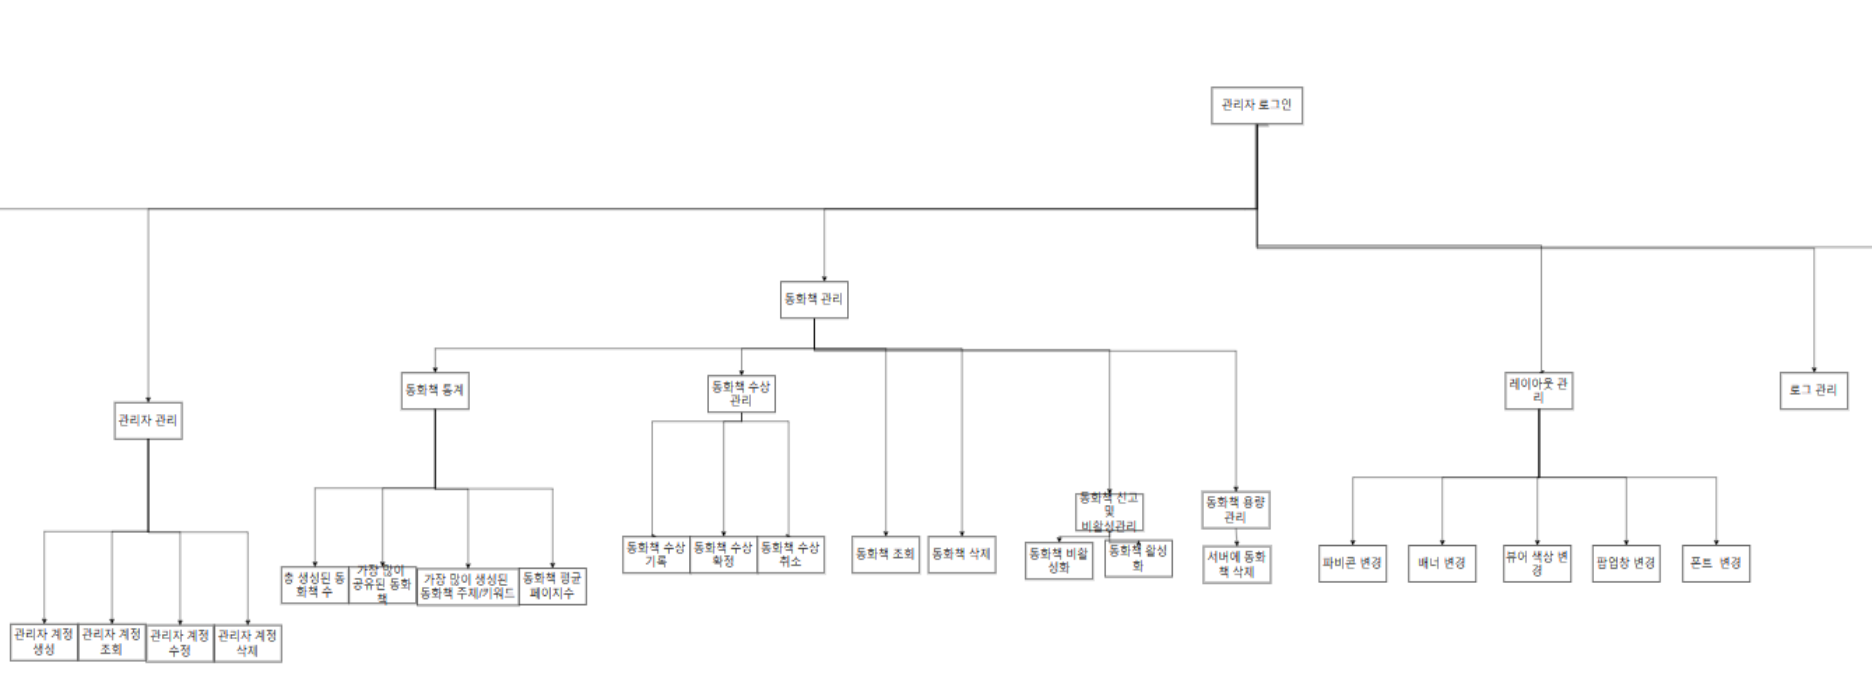 관리자 로그인
동화책 관리
관리자 관리
동화책 통계
동화책 수상
관리
레이아웃 관
리
로그 관리
동화책 신고
및
비활성관리
동화책 용량
관리
관리자 계정
생성
관리자 계정
조회
관리자 계정
수정
관리자 계정
삭제
총 생성된 동
화책 수
가장 많이
공유된 동화
책
가장 많이 생성된
동화책 주제/키워드
동화책 평균
페이지수
동화책 수상
기록
동화책 수상
확정
동화책 수상
취소
동화책 조회
동화책 삭제
동화책 비활
성화
동화책 활성
화
서버에 동화
책 삭제
파비콘 변경
배너 변경
뷰어 색상 변
경
팝업창 변경
폰트 변경